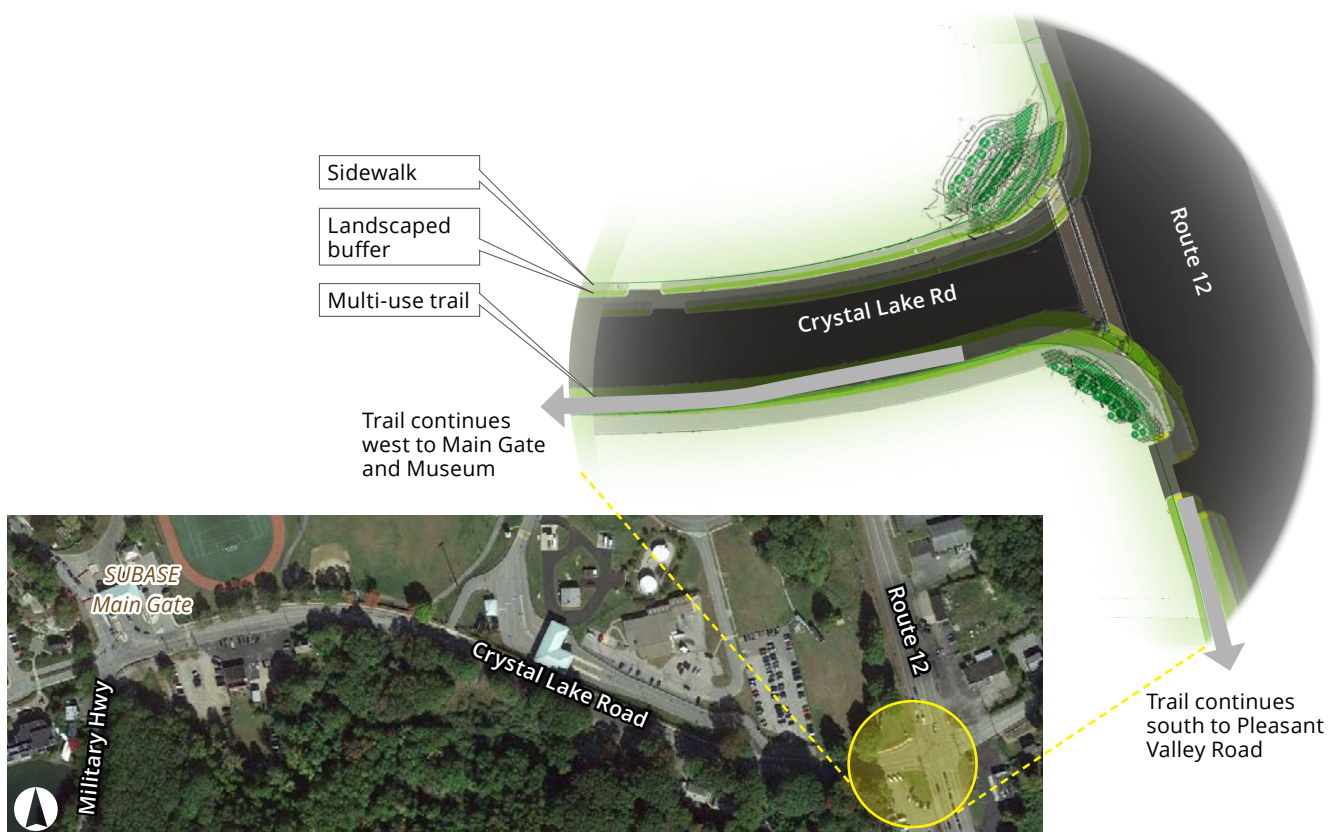 Sidewalk
Landscaped
buffer
Multi-use trail
Crystal Lake Rd
Route 12
Trail continues
west to Main Gate
and Museum
SUBASE
Main Gate
Military Hwy
Crystal Lake Road
Route 12
Trail continues
south to Pleasant
Valley Road